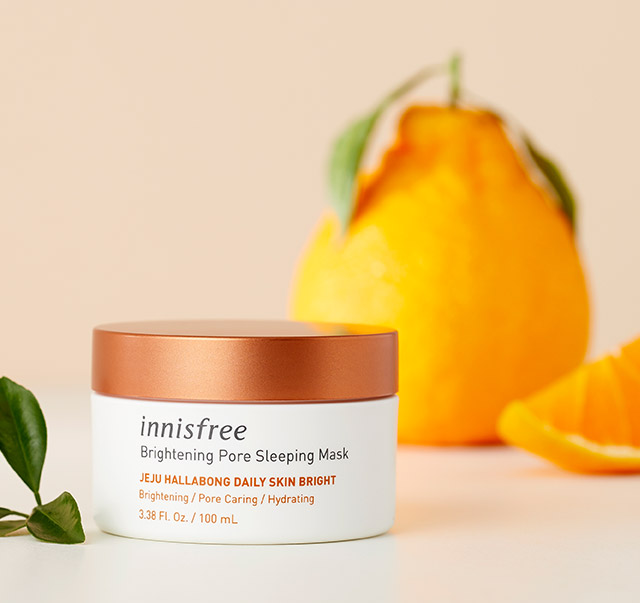 innisfree
Brightening Pore Sleeping Mask
JEJU HALLABONG DAILY SKIN BRIGHT
Brightening / Pore Caring / Hydrating
3.38 Fl. Oz. / 100 mL